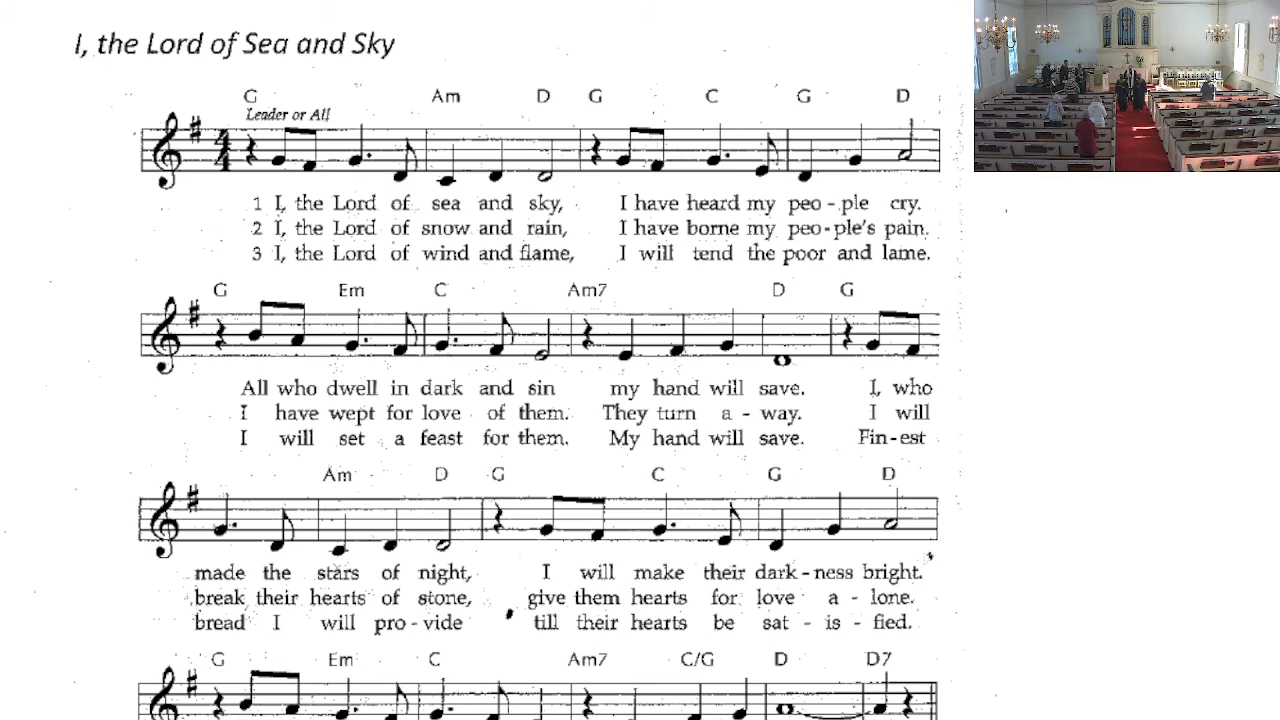 I, the Lord of Sea and Sky
G Am D G C G D
Leader or All
1 I, the Lord of sea and sky, I have heard my peo - ple cry.
2 I, the Lord of snow and rain, I have borne my peo - ple's pain.
3 I, the Lord of wind and flame, I will tend the poor and lame.
G Em C Am7 D G
All who dwell in dark and sin my hand will save. I, who
I have wept for love of them. They turn a - way. I will
I will set a feast for them. My hand will save. Fin - est
Am D G C G D
made the stars of night, I will make their dark - ness bright.
break their hearts of stone, give them hearts for love a - lone.
bread I will pro - vide till their hearts be sat - is - fied.
G Em C Am7 C/G D D7